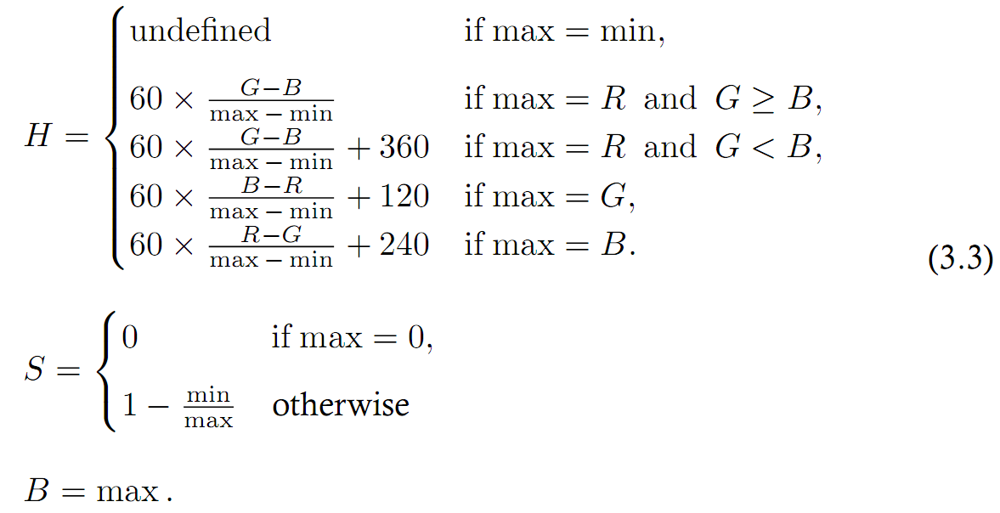 undefined if max = min,
60 × (G−B)/(max − min) if max = R and G ≥ B,
H = 60 × (G−B)/(max − min) + 360 if max = R and G < B,
60 × (B−R)/(max − min) + 120 if max = G,
60 × (R−G)/(max − min) + 240 if max = B.
(3.3)
0 if max = 0,
S =
1 − min/max otherwise
B = max .